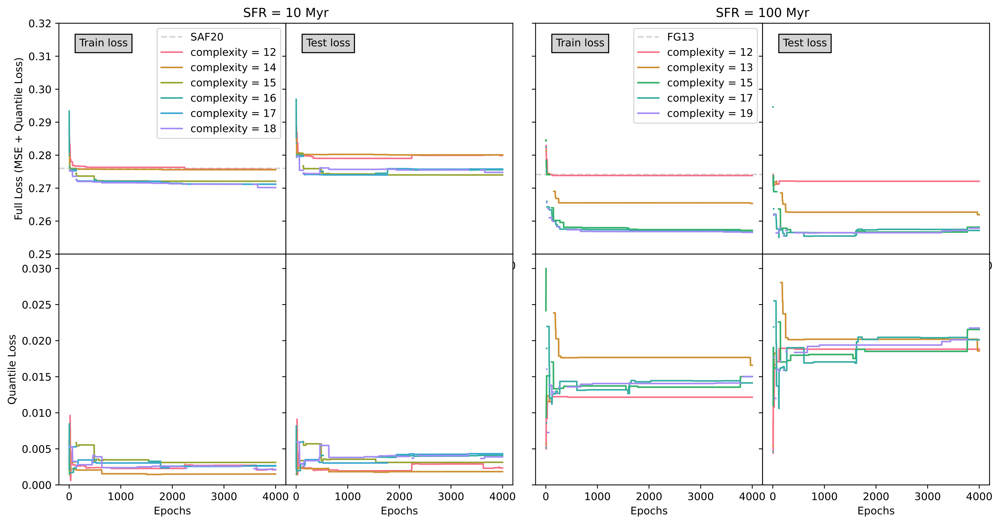 SFR = 10 Myr
SFR = 100 Myr
Train loss
SAF20
complexity = 12
complexity = 14
complexity = 15
complexity = 16
complexity = 17
complexity = 18
Test loss
Train loss
FG13
complexity = 12
complexity = 13
complexity = 15
complexity = 17
complexity = 19
Test loss
Full Loss (MSE + Quantile Loss)
0.32
0.31
0.30
0.29
0.28
0.27
0.26
0.25
Quantile Loss
0.030
0.025
0.020
0.015
0.010
0.005
0.000
0 1000 2000 3000 4000
0 1000 2000 3000 4000
0 1000 2000 3000 4000
0 1000 2000 3000 4000
Epochs
Epochs
Epochs
Epochs